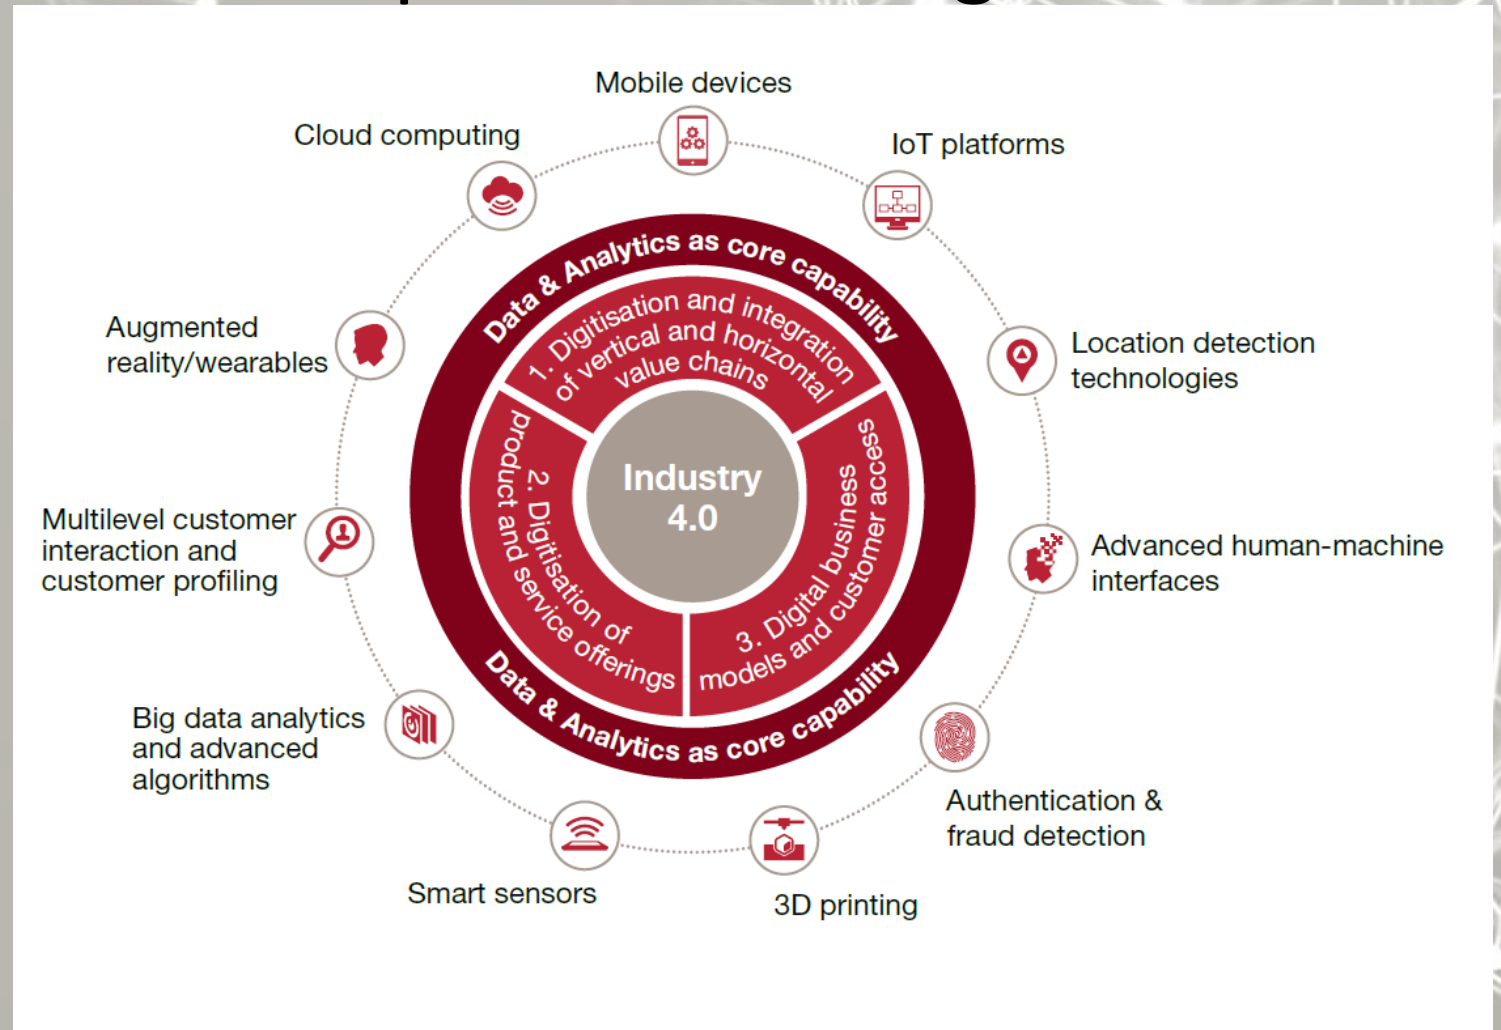 Mobile devices
Cloud computing
IoT platforms
Data & Analytics as core capability
1. Digitisation and integration
of vertical and horizontal
value chains
Augmented
reality/wearables
Location detection
technologies
Industry
4.0
2. Digitisation of
product and service offerings
3. Digital business
models and customer access
Multilevel customer
interaction and
customer profiling
Advanced human-machine
interfaces
Data & Analytics as core capability
Big data analytics
and advanced
algorithms
Authentication &
fraud detection
Smart sensors
3D printing